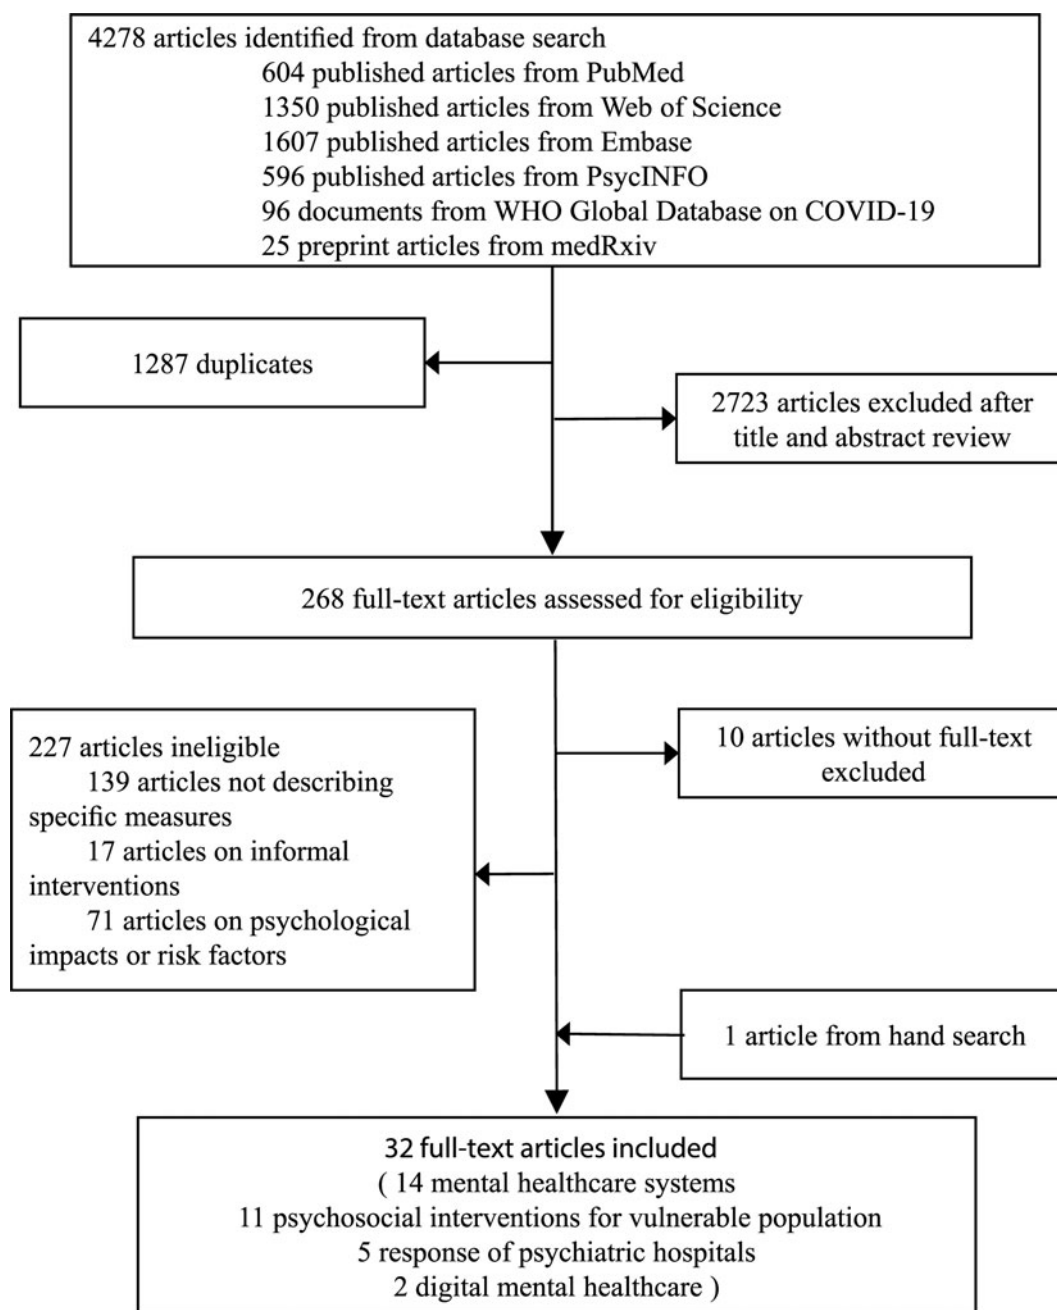 4278 articles identified from database search
604 published articles from PubMed
1350 published articles from Web of Science
1607 published articles from Embase
596 published articles from PsycINFO
96 documents from WHO Global Database on COVID-19
25 preprint articles from medRxiv
1287 duplicates
2723 articles excluded after
title and abstract review
268 full-text articles assessed for eligibility
10 articles without full-text
excluded
227 articles ineligible
139 articles not describing
specific measures
17 articles on informal
interventions
71 articles on psychological
impacts or risk factors
1 article from hand search
32 full-text articles included
( 14 mental healthcare systems
11 psychosocial interventions for vulnerable population
5 response of psychiatric hospitals
2 digital mental healthcare )